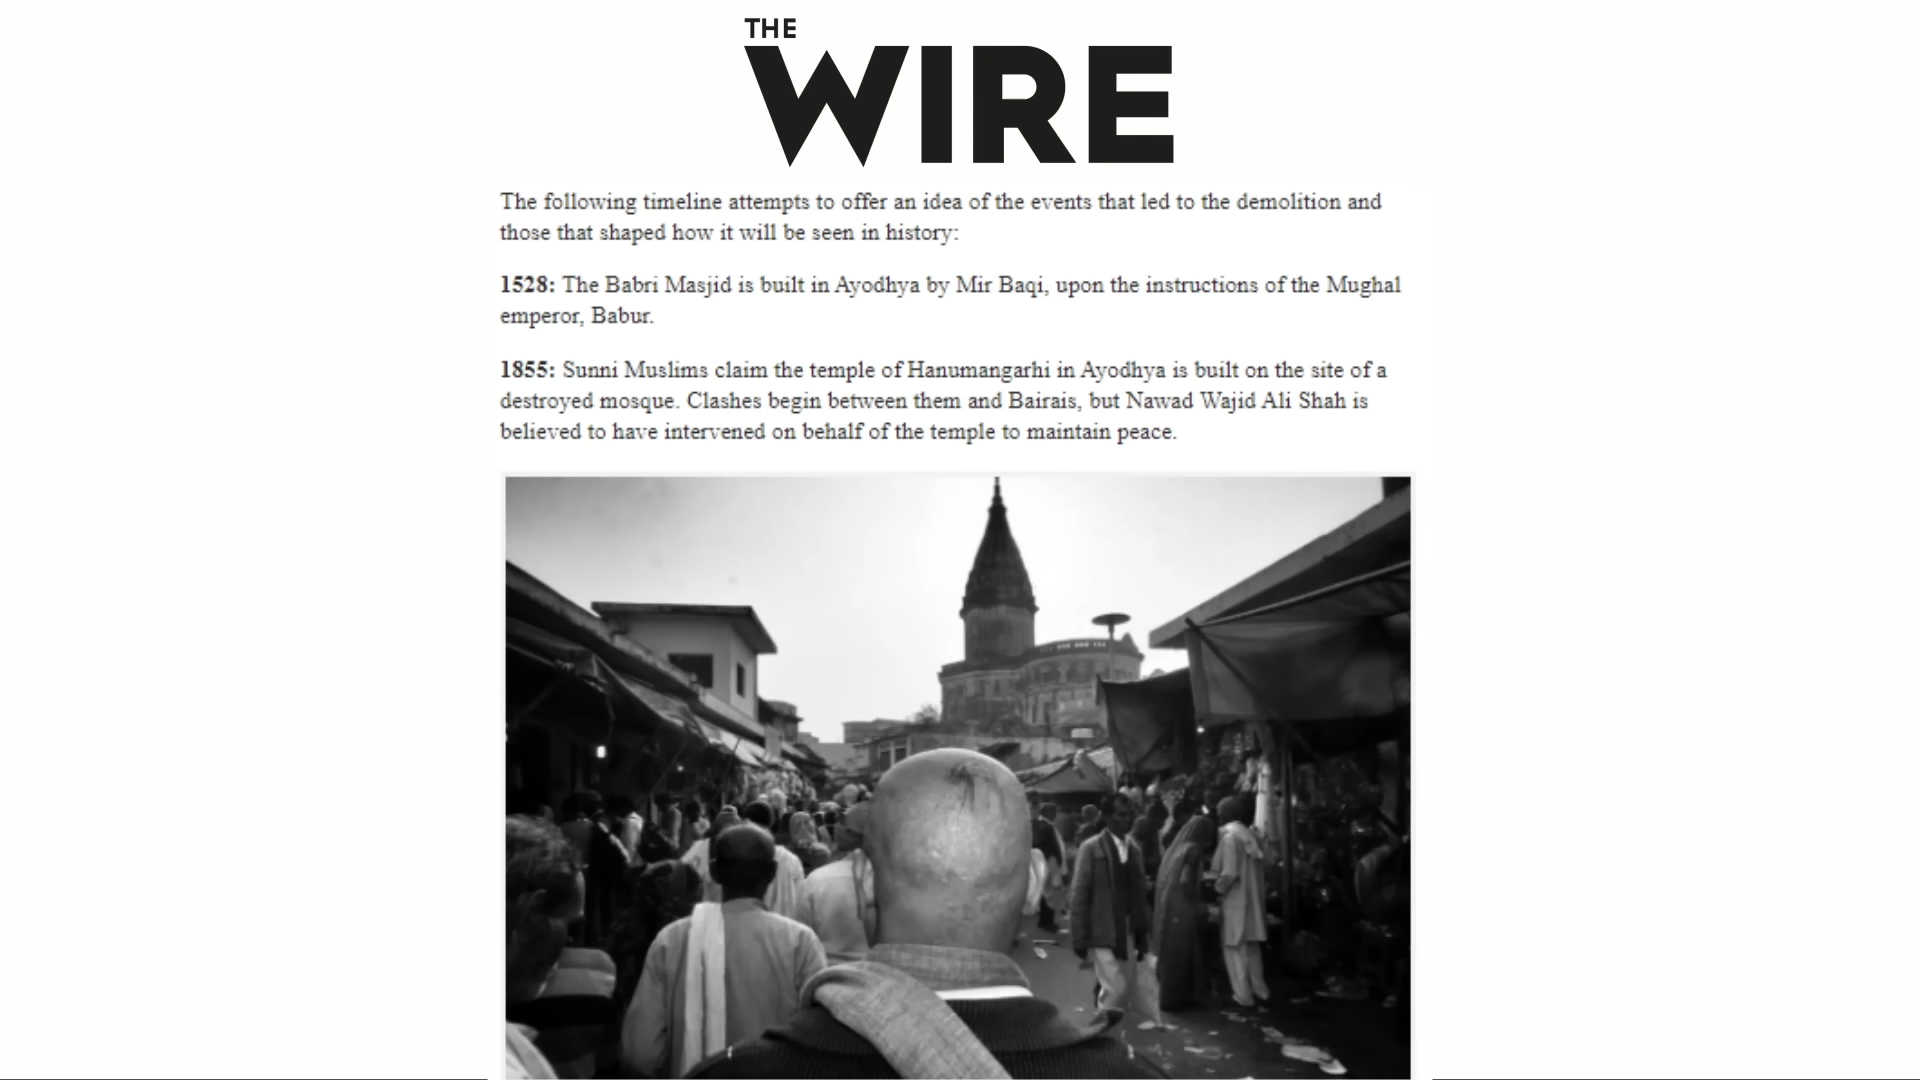 THE
WIRE
The following timeline attempts to offer an idea of the events that led to the demolition and
those that shaped how it will be seen in history:
1528: The Babri Masjid is built in Ayodhya by Mir Baqi, upon the instructions of the Mughal
emperor, Babur.
1855: Sunni Muslims claim the temple of Hanumangarhi in Ayodhya is built on the site of a
destroyed mosque. Clashes begin between them and Bairais, but Nawad Wajid Ali Shah is
believed to have intervened on behalf of the temple to maintain peace.